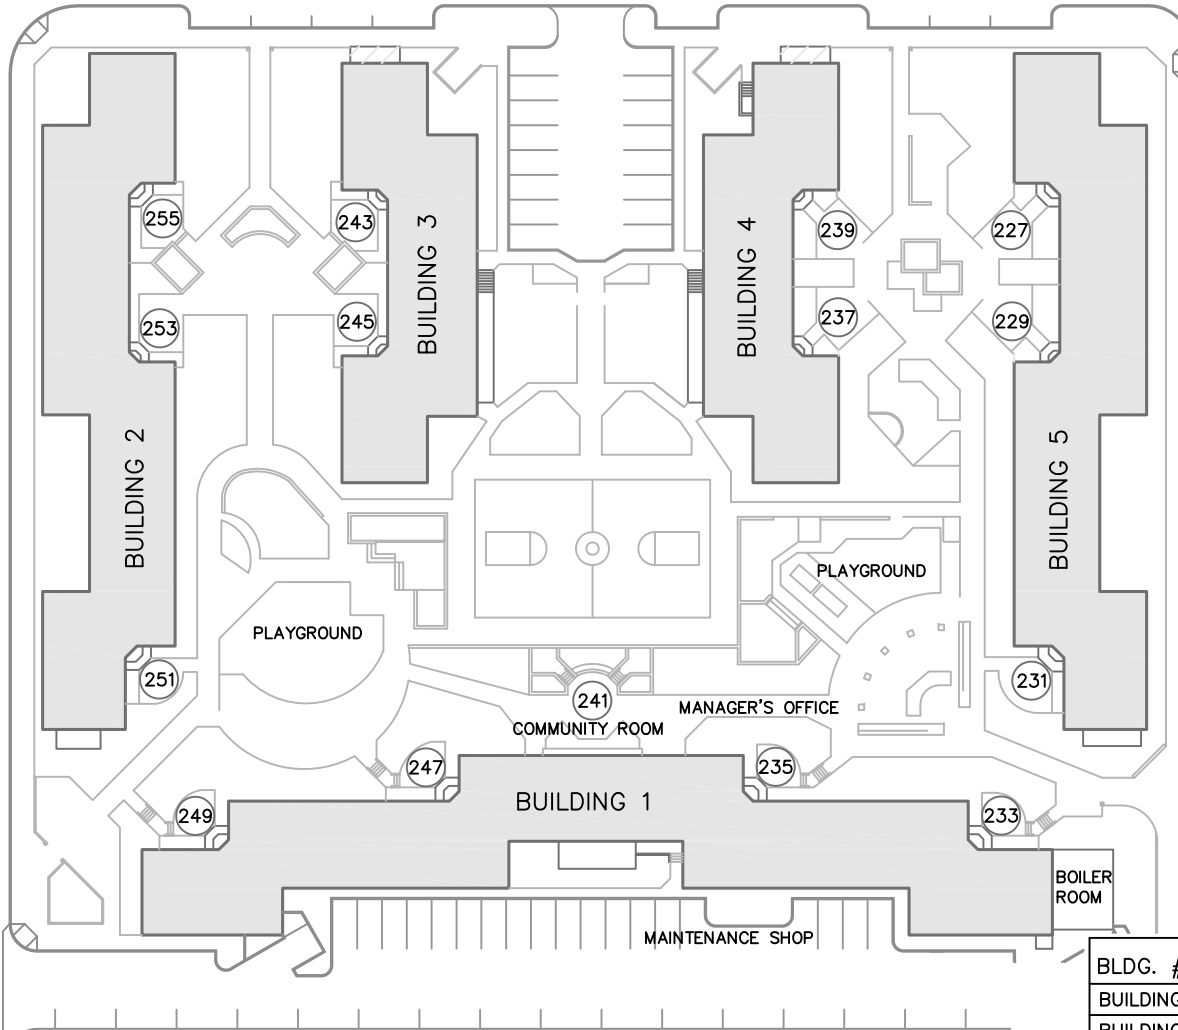 255
243
239
227
253
245
237
229
BUILDING 3
BUILDING 4
BUILDING 2
BUILDING 5
PLAYGROUND
PLAYGROUND
251
231
241
MANAGER'S OFFICE
COMMUNITY ROOM
247
235
BUILDING 1
249
233
BOILER
ROOM
MAINTENANCE SHOP
BLDG. #
BUILDING
BUILDING